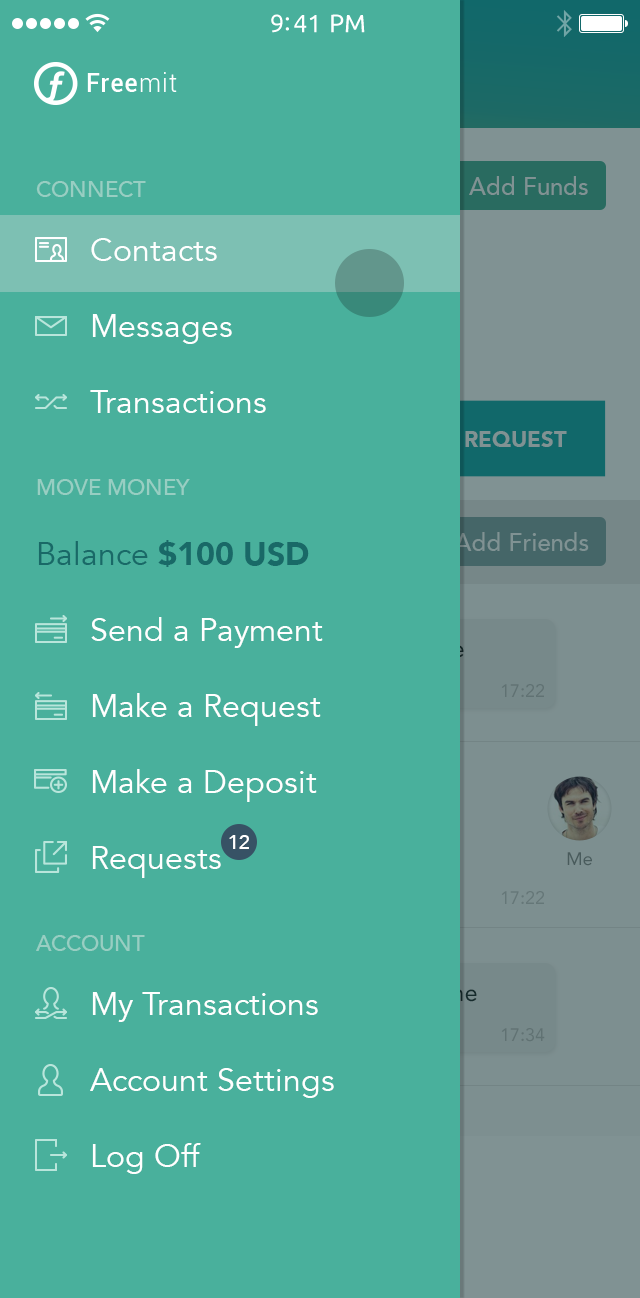 9:41 PM
Freemit
CONNECT
Add Funds
Contacts
Messages
Transactions
REQUEST
MOVE MONEY
Balance $100 USD
Add Friends
Send a Payment
17:22
Make a Request
Make a Deposit
Requests 12
Me
17:22
ACCOUNT
My Transactions
17:34
Account Settings
Log Off